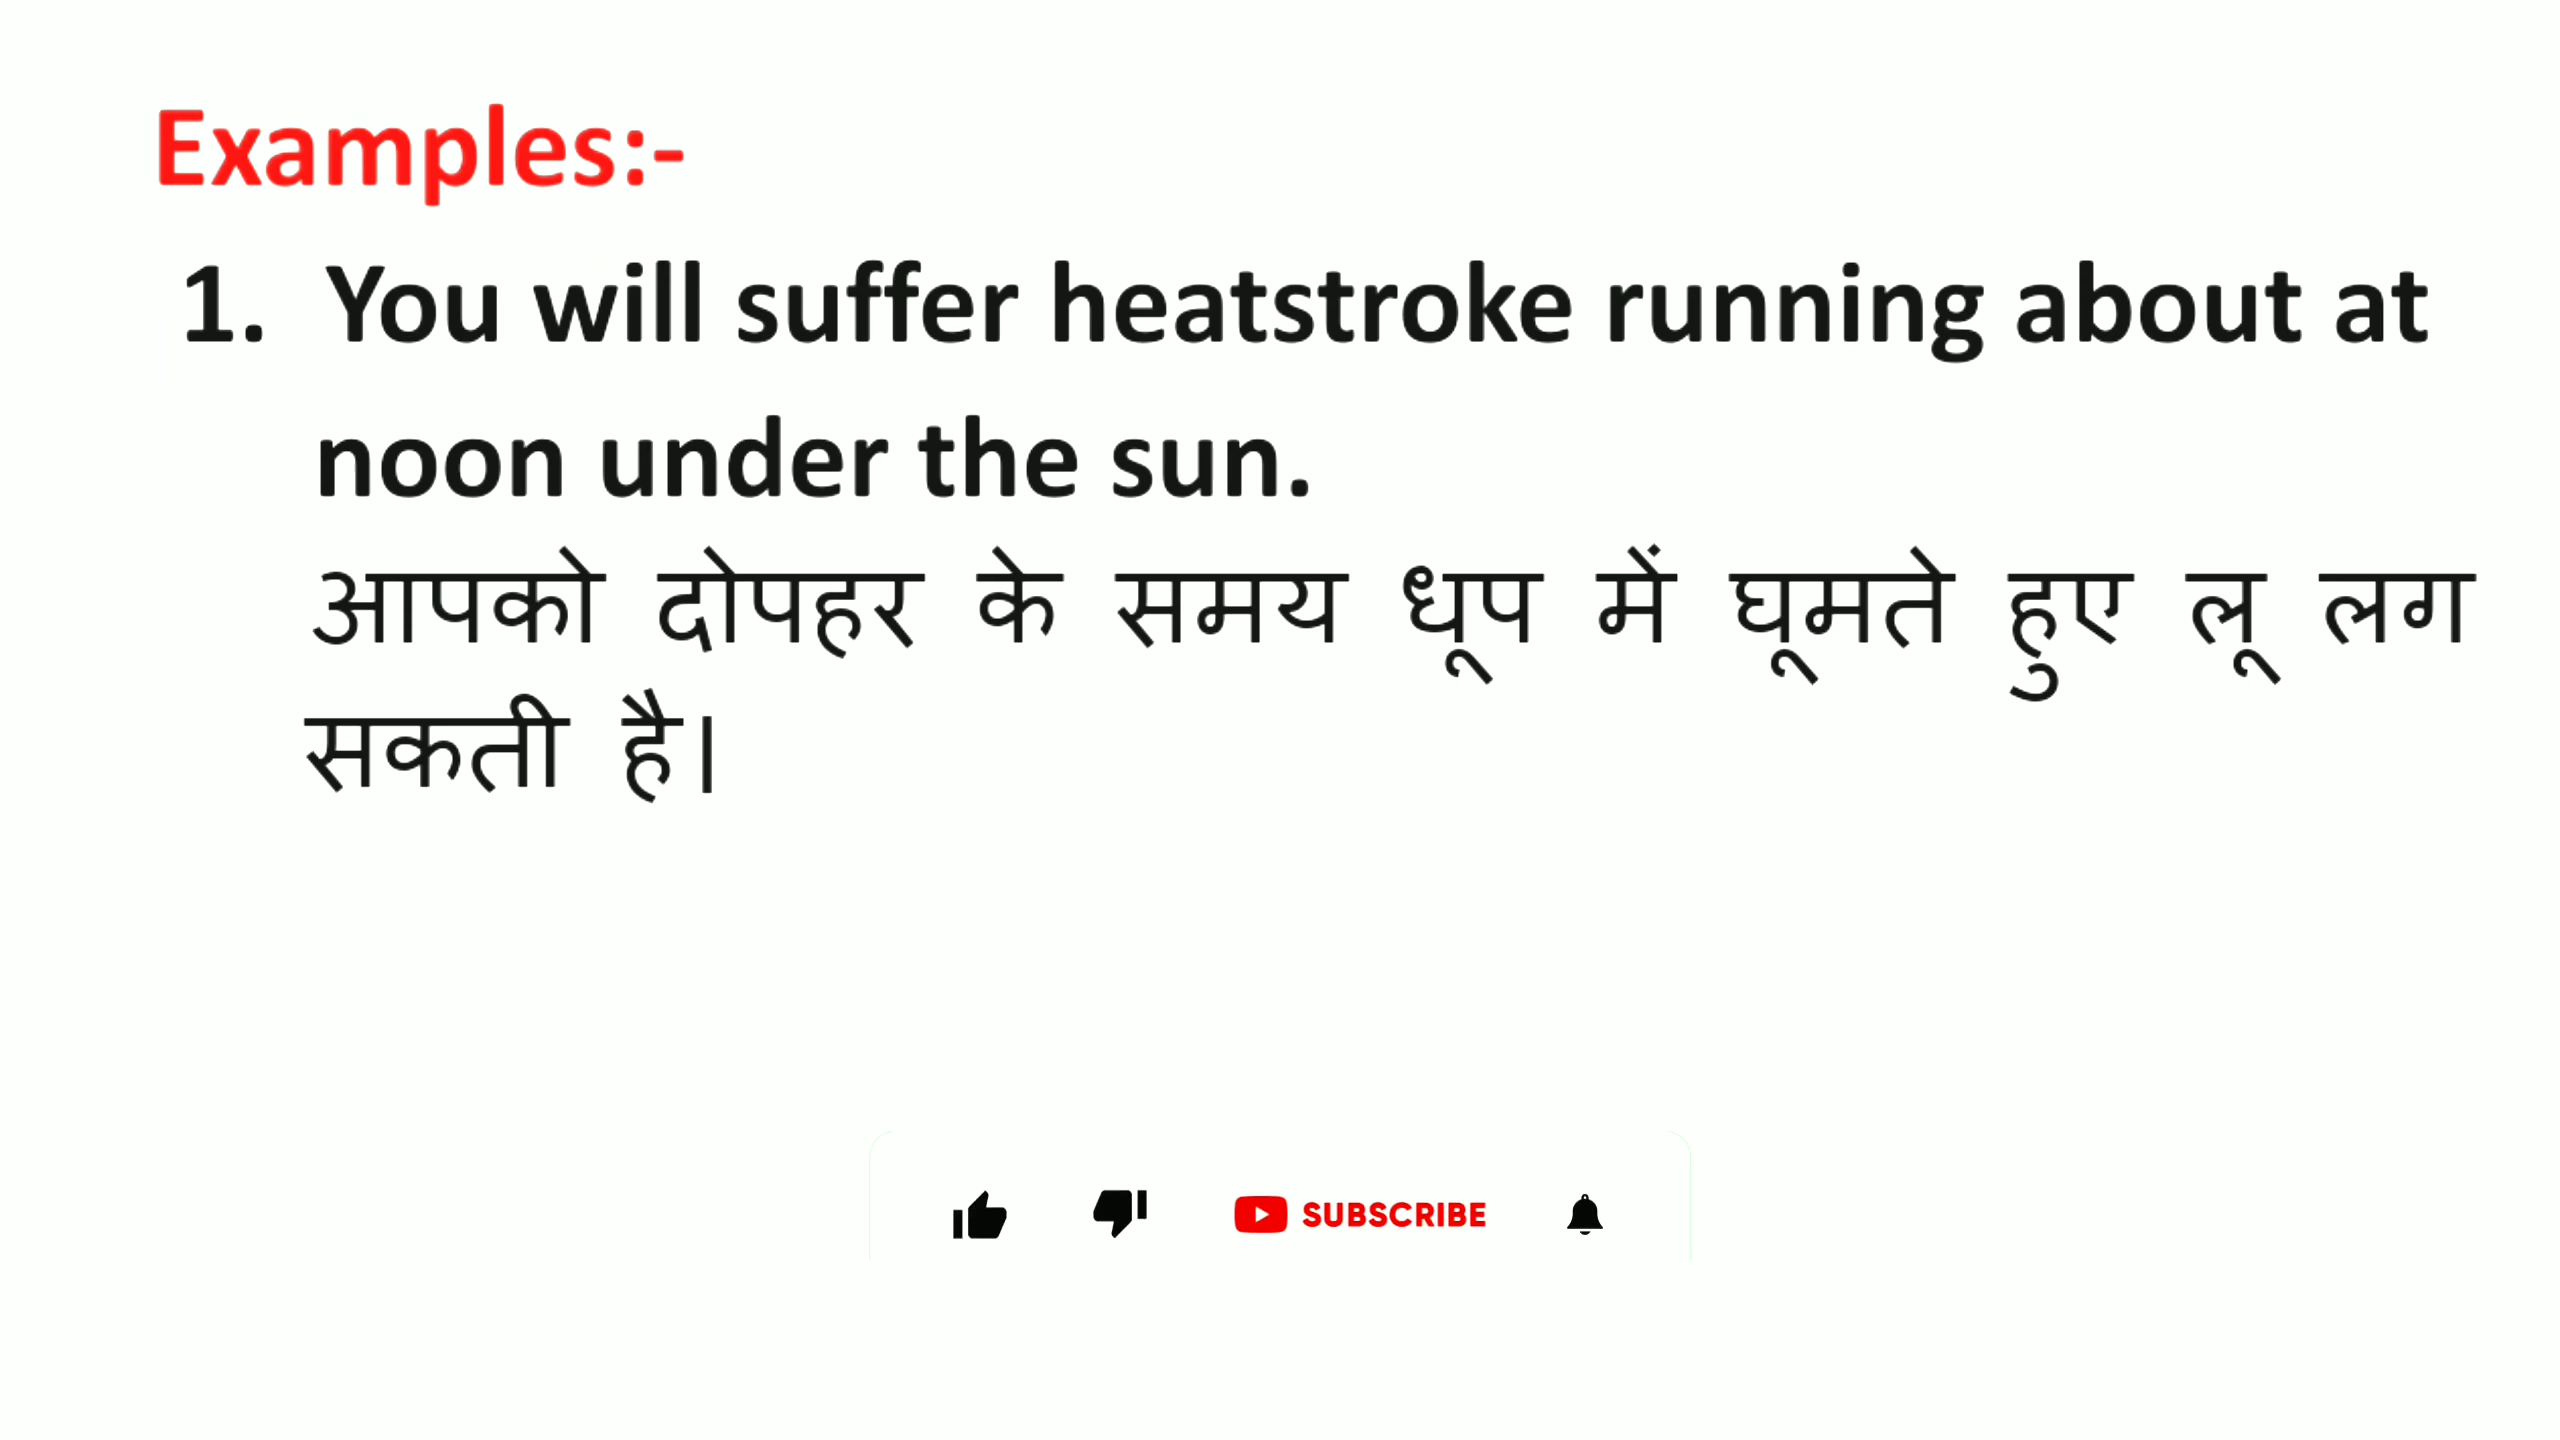 Examples:-
1. You will suffer heatstroke running about at
noon under the sun.
आपको दोपहर के समय धूप में घूमते हुए लू लग
सकती है।
SUBSCRIBE